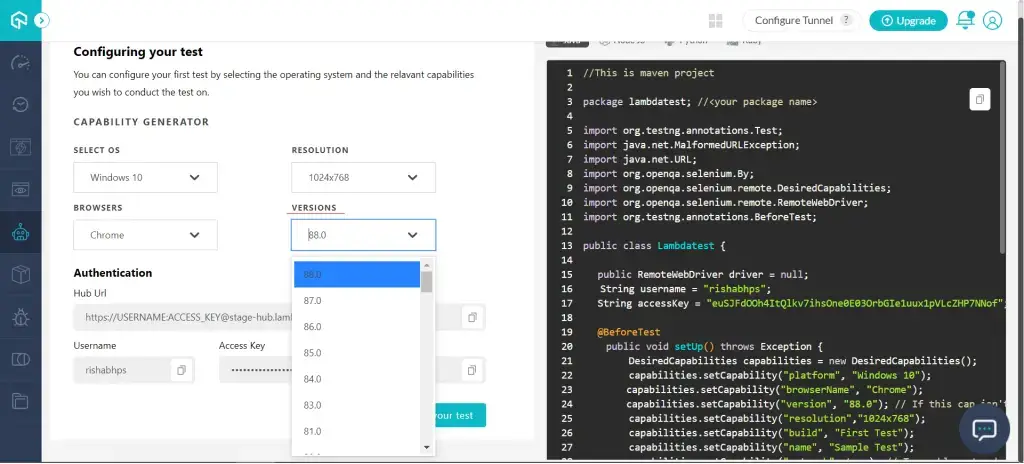 Configure Tunnel ?
Upgrade
Configuring your test
You can configure your first test by selecting the operating system and the relavant capabilities
you wish to conduct the test on.
CAPABILITY GENERATOR
SELECT OS
RESOLUTION
Windows 10
1024x768
BROWSERS
VERSIONS
Chrome
88.0
88.0
87.0
86.0
85.0
84.0
83.0
81.0
Authentication
Hub Url
https://USERNAME:ACCESS_KEY@stage-hub.lam
Username
Access Key
rishabhps
your test
1 //This is maven project
2
3 package lambdatest; //<your package name>
4
5 import org.testng.annotations.Test;
6 import java.net.MalformedURLException;
7 import java.net.URL;
8 import org.openqa.selenium.By;
9 import org.openqa.selenium.remote.DesiredCapabilities;
10 import org.openqa.selenium.remote.RemoteWebDriver;
11 import org.testng.annotations.BeforeTest;
12
13 public class Lambdatest {
14
15 public RemoteWebDriver driver = null;
16 String username = "rishabhps";
17 String accessKey =
18
19 @BeforeTest
20 public void setUp() throws Exception {
21 DesiredCapabilities capabilities = new DesiredCapabilities();
22 capabilities.setCapability("platform", "Windows 10");
23 capabilities.setCapability("browserName", "Chrome");
24 capabilities.setCapability("version", "88.0"); // If this cap isn't
25 capabilities.setCapability("resolution","1024x768");
26 capabilities.setCapability("build", "First Test");
27 capabilities.setCapability("name", "Sample Test");
28